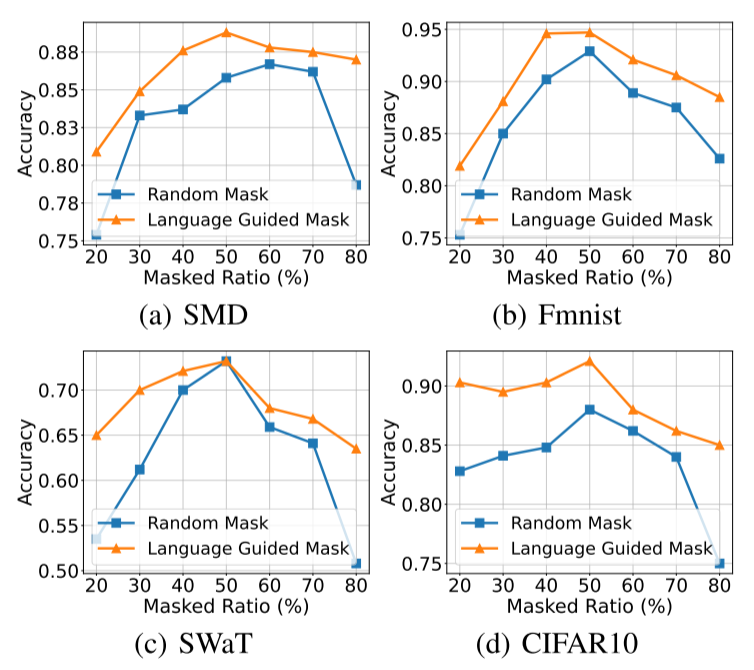 Accuracy
0.88
0.85
0.83
0.80
0.78
0.75
Random Mask
Language Guided Mask
20 30 40 50 60 70 80
Masked Ratio (%)
(a) SMD
Accuracy
0.95
0.90
0.85
0.80
0.75
Random Mask
Language Guided Mask
20 30 40 50 60 70 80
Masked Ratio (%)
(b) Fmnist
Accuracy
0.70
0.65
0.60
0.55
0.50
Random Mask
Language Guided Mask
20 30 40 50 60 70 80
Masked Ratio (%)
(c) SWaT
Accuracy
0.90
0.85
0.80
0.75
Random Mask
Language Guided Mask
20 30 40 50 60 70 80
Masked Ratio (%)
(d) CIFAR10